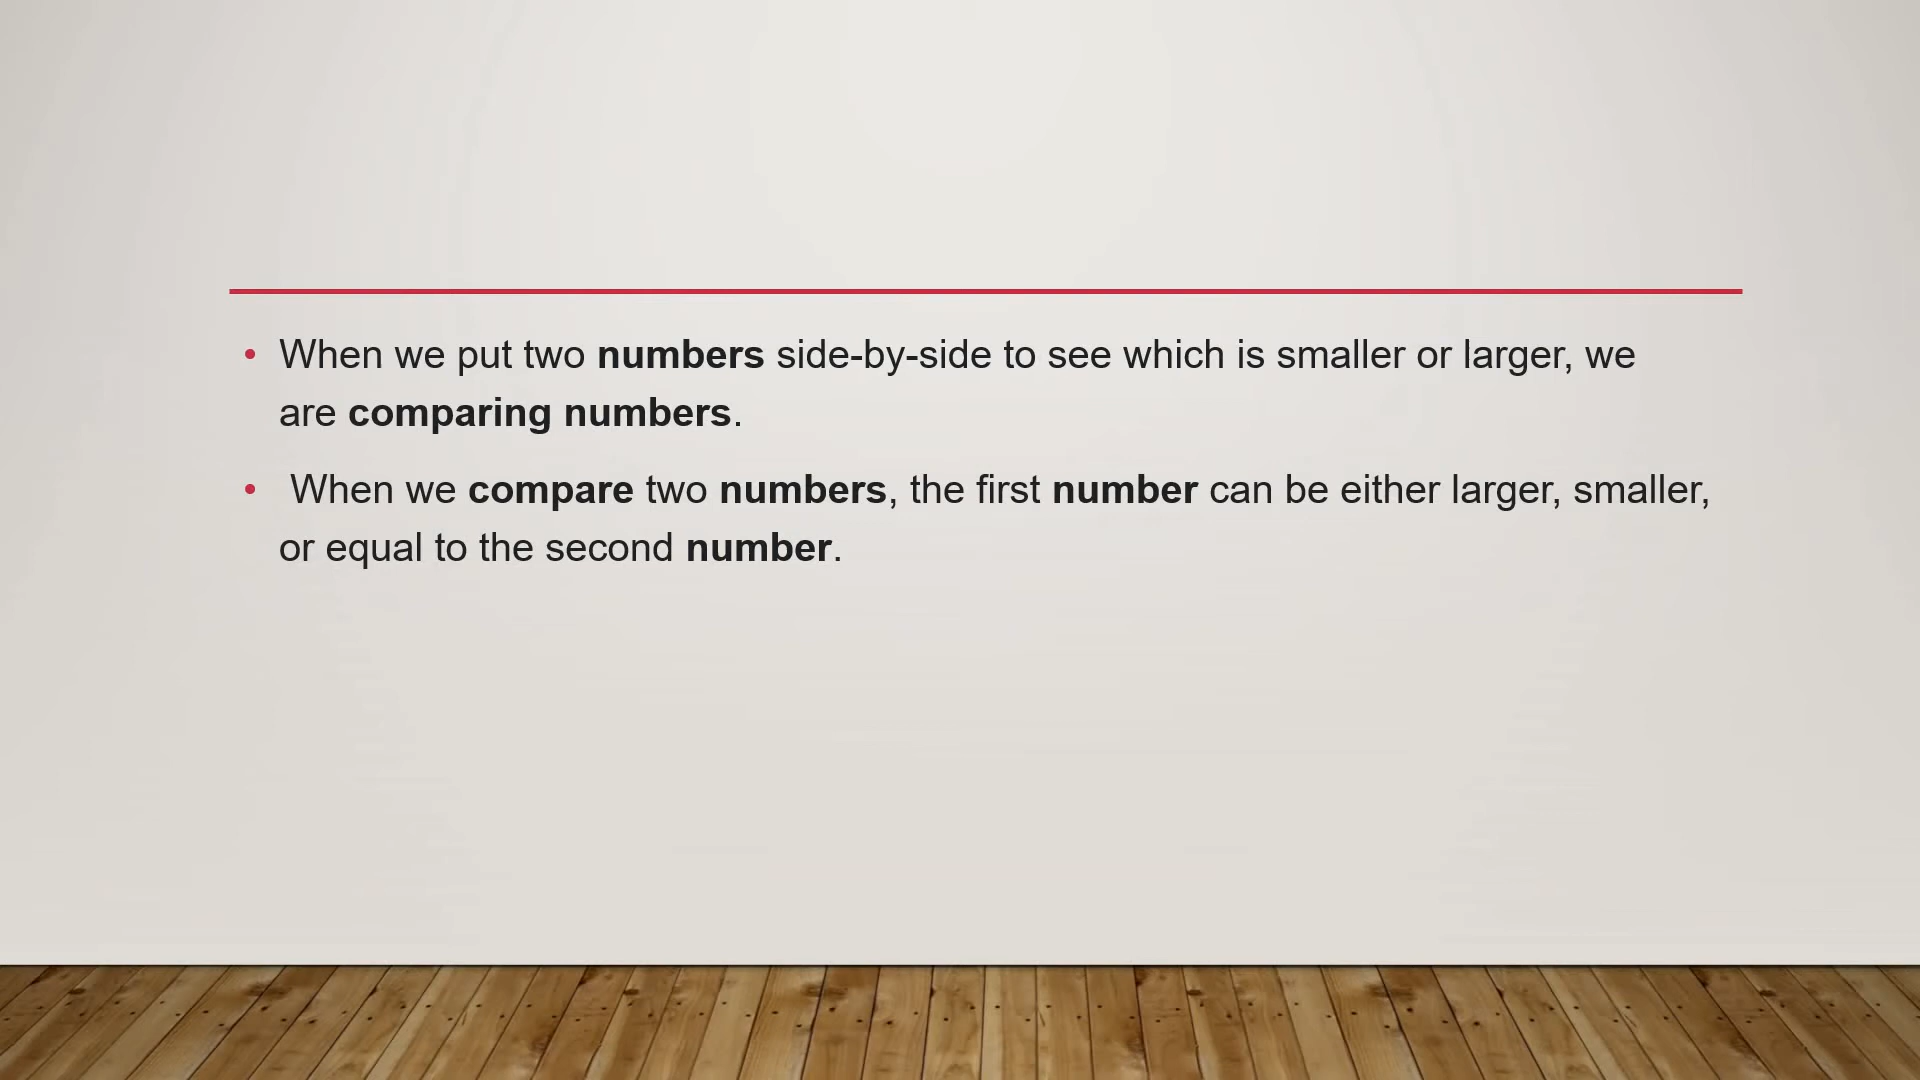 • When we put two numbers side-by-side to see which is smaller or larger, we
are comparing numbers.
• When we compare two numbers, the first number can be either larger, smaller,
or equal to the second number.